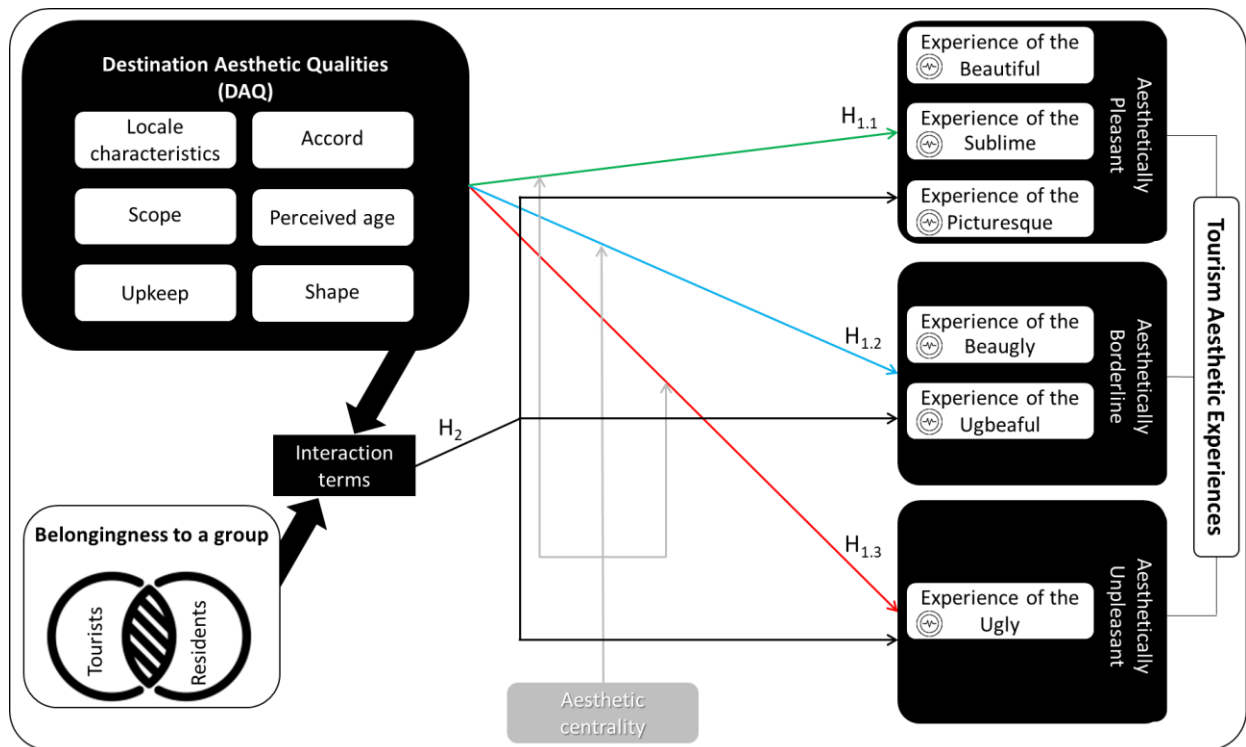 Destination Aesthetic Qualities
(DAQ)
Locale
characteristics
Accord
Scope
Perceived age
Upkeep
Shape
Interaction
terms
Belongingness to a group
Tourists
Residents
H1.1
H1.2
H2
H1.3
Aesthetic
centrality
Experience of the
Beautiful
Experience of the
Sublime
Experience of the
Picturesque
Aesthetically
Pleasant
Experience of the
Beaugly
Experience of the
Ugbeaful
Aesthetically
Borderline
Experience of the
Ugly
Aesthetically
Unpleasant
Tourism Aesthetic Experiences